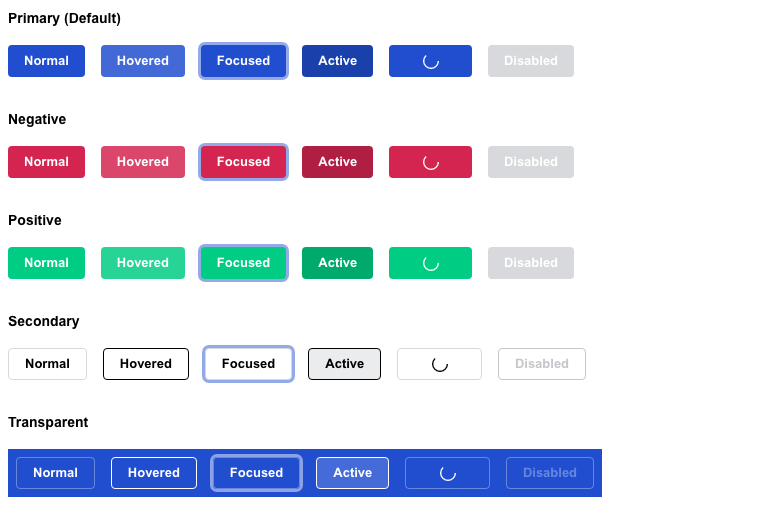 Primary (Default)
Normal Hovered Focused Active Disabled
Negative
Normal Hovered Focused Active Disabled
Positive
Normal Hovered Focused Active Disabled
Secondary
Normal Hovered Focused Active Disabled
Transparent
Normal Hovered Focused Active Disabled